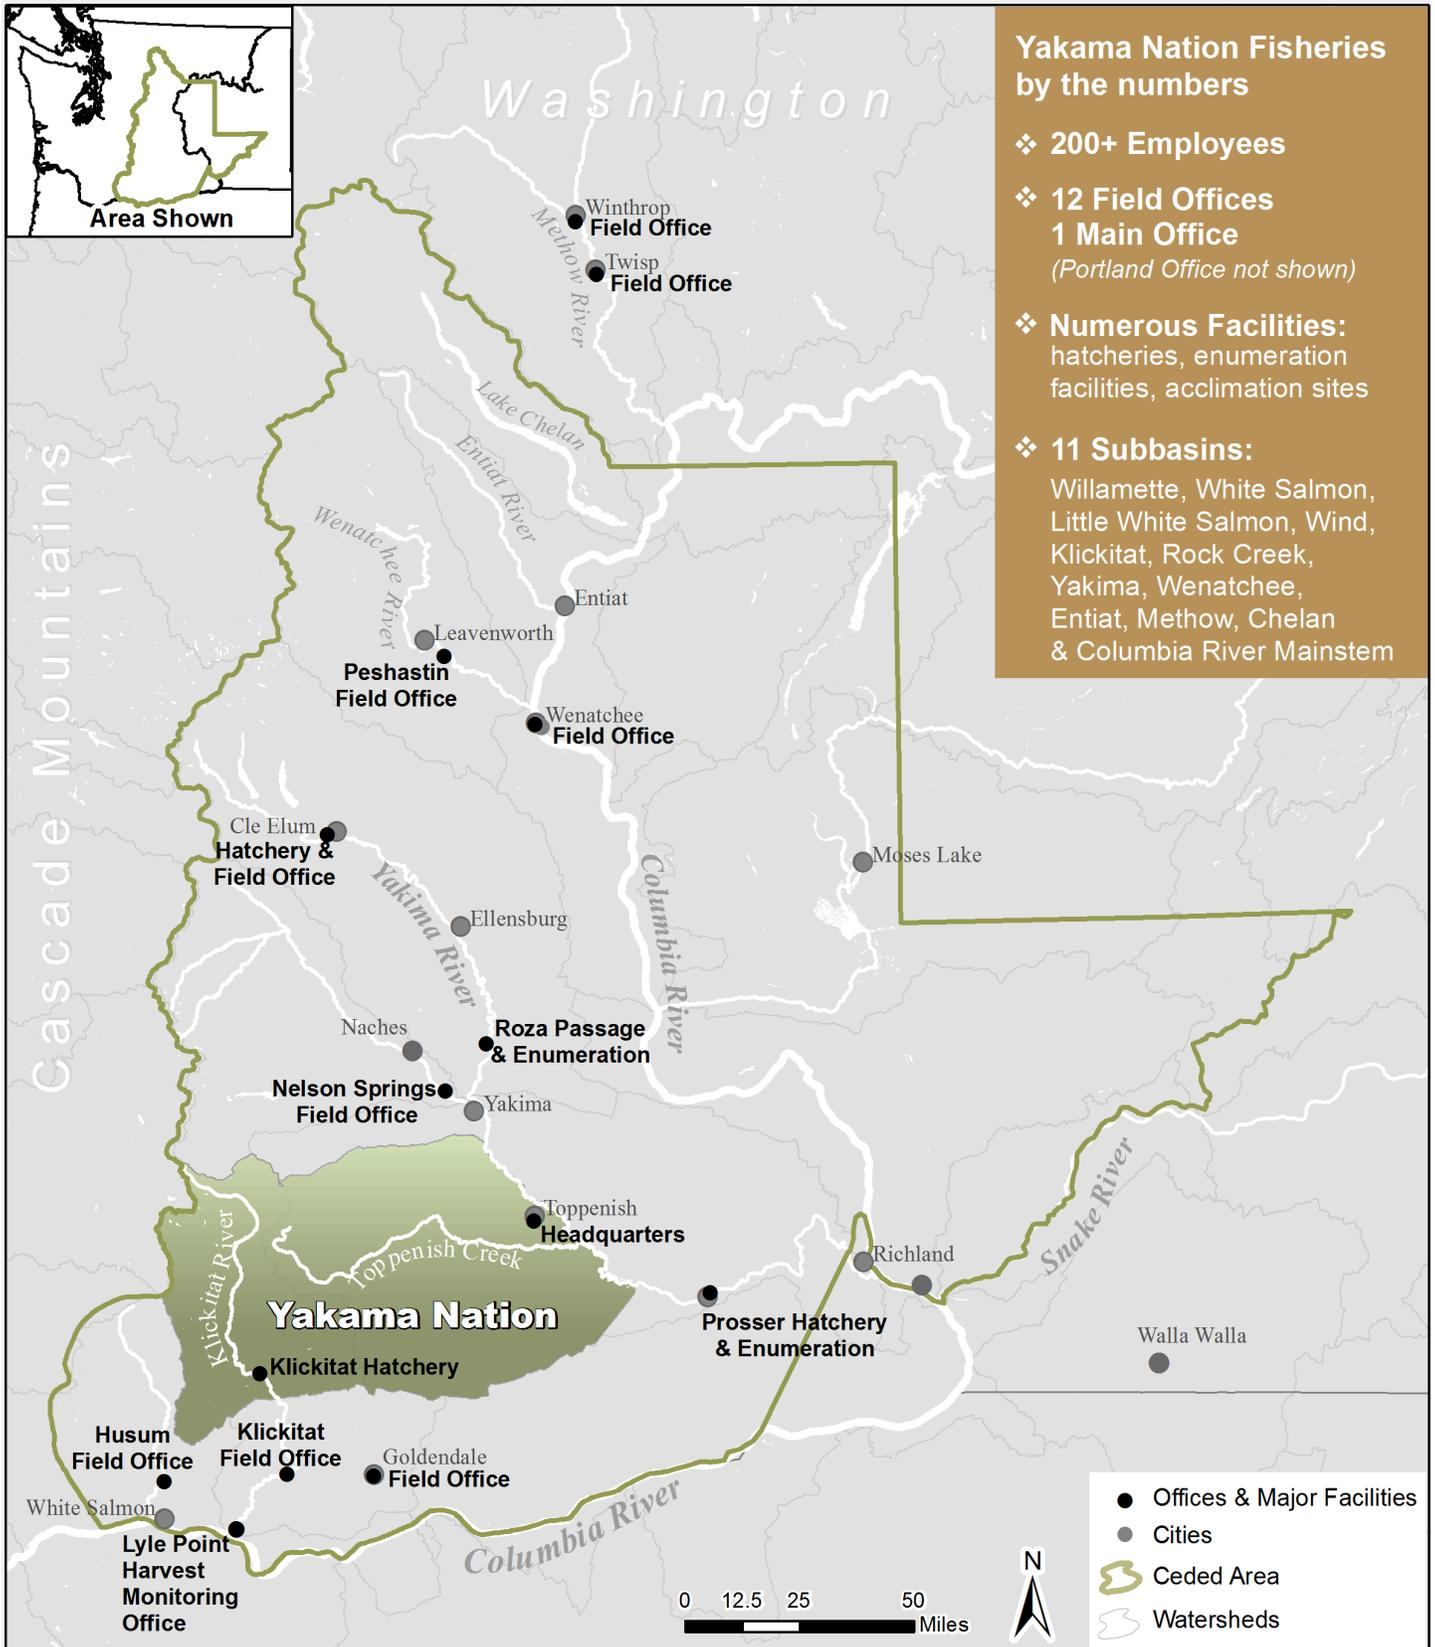 Area Shown
Washington
Yakama Nation Fisheries
by the numbers
❖ 200+ Employees
❖ 12 Field Offices
1 Main Office
(Portland Office not shown)
❖ Numerous Facilities:
hatcheries, enumeration
facilities, acclimation sites
❖ 11 Subbasins:
Willamette, White Salmon,
Little White Salmon, Wind,
Klickitat, Rock Creek,
Yakima, Wenatchee,
Entiat, Methow, Chelan
& Columbia River Mainstem
Winthrop
Field Office
Methow River
Twisp
Field Office
Lake Chelan
Entiat River
Wenatchee River
Cascade Mountains
Entiat
Leavenworth
Peshastin
Field Office
Wenatchee
Field Office
Cle Elum
Hatchery &
Field Office
Moses Lake
Yakima River
Columbia River
Ellensburg
Naches
Roza Passage
& Enumeration
Nelson Springs
Field Office
Yakima
Snake River
Toppenish
Headquarters
Klickitat River
Toppenish Creek
Richland
Yakama Nation
Prosser Hatchery
& Enumeration
Walla Walla
Klickitat Hatchery
Husum
Field Office
Klickitat
Field Office
Goldendale
Field Office
White Salmon
Columbia River
Lyle Point
Harvest
Monitoring
Office
Offices & Major Facilities
Cities
Ceded Area
Watersheds
N
0 12.5 25 50
Miles